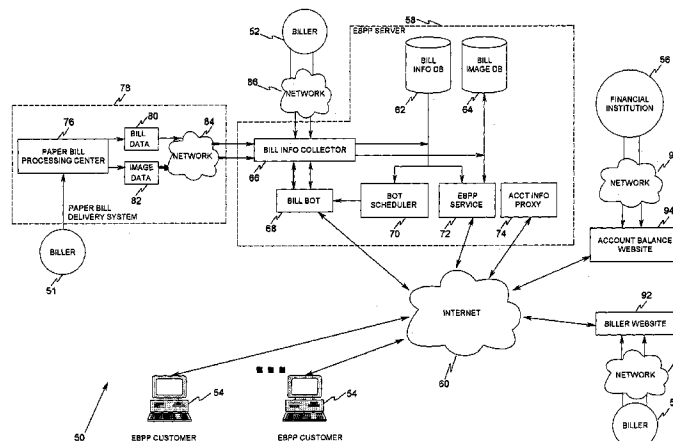 52
BILLER
86
NETWORK
58
EBPP SERVER
BILL
INFO DB
62
BILL
IMAGE DB
64
56
FINANCIAL
INSTITUTION
NETWORK
94
ACCOUNT BALANCE
WEBSITE
78
76
PAPER BILL
PROCESSING CENTER
80
BILL
DATA
84
NETWORK
IMAGE
DATA
82
PAPER BILL
DELIVERY SYSTEM
BILLER
51
BILL INFO COLLECTOR
66
BILL BOT
68
BOT
SCHEDULER
70
EBPP
SERVICE
72
ACCT INFO
PROXY
74
INTERNET
60
92
BILLER WEBSITE
NETWORK
BILLER
50
54
EBPP CUSTOMER
54
EBPP CUSTOMER